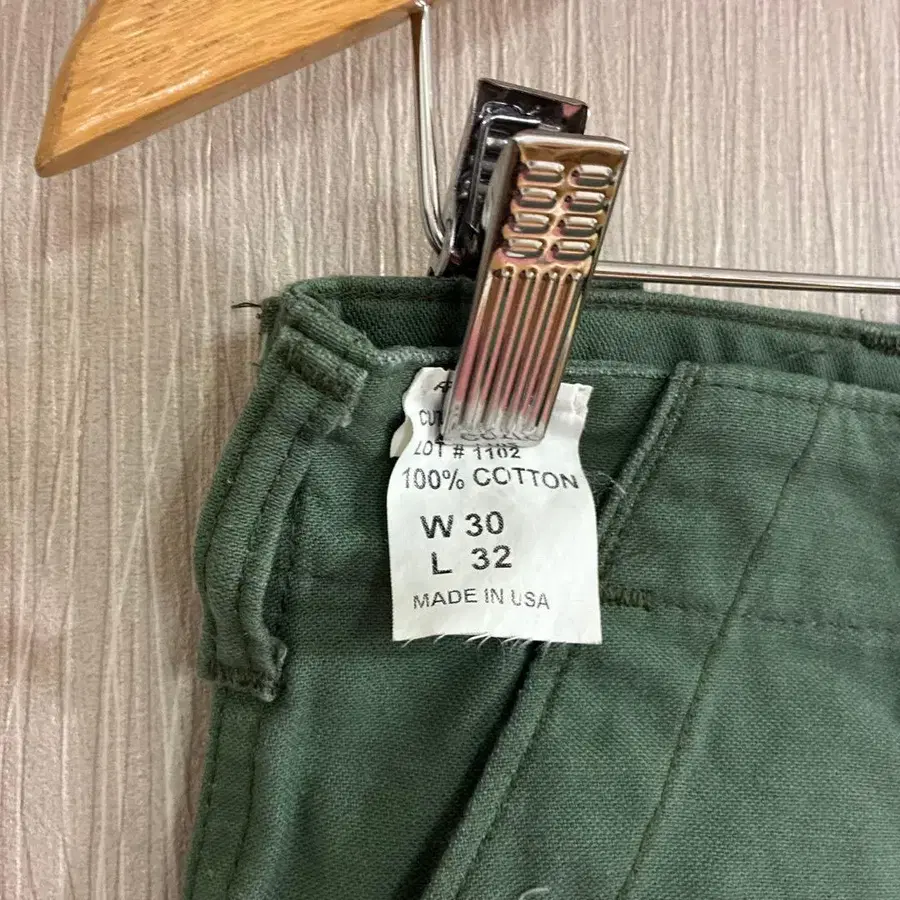 LOT # 1102
100% COTTON
W 30
L 32
MADE IN USA